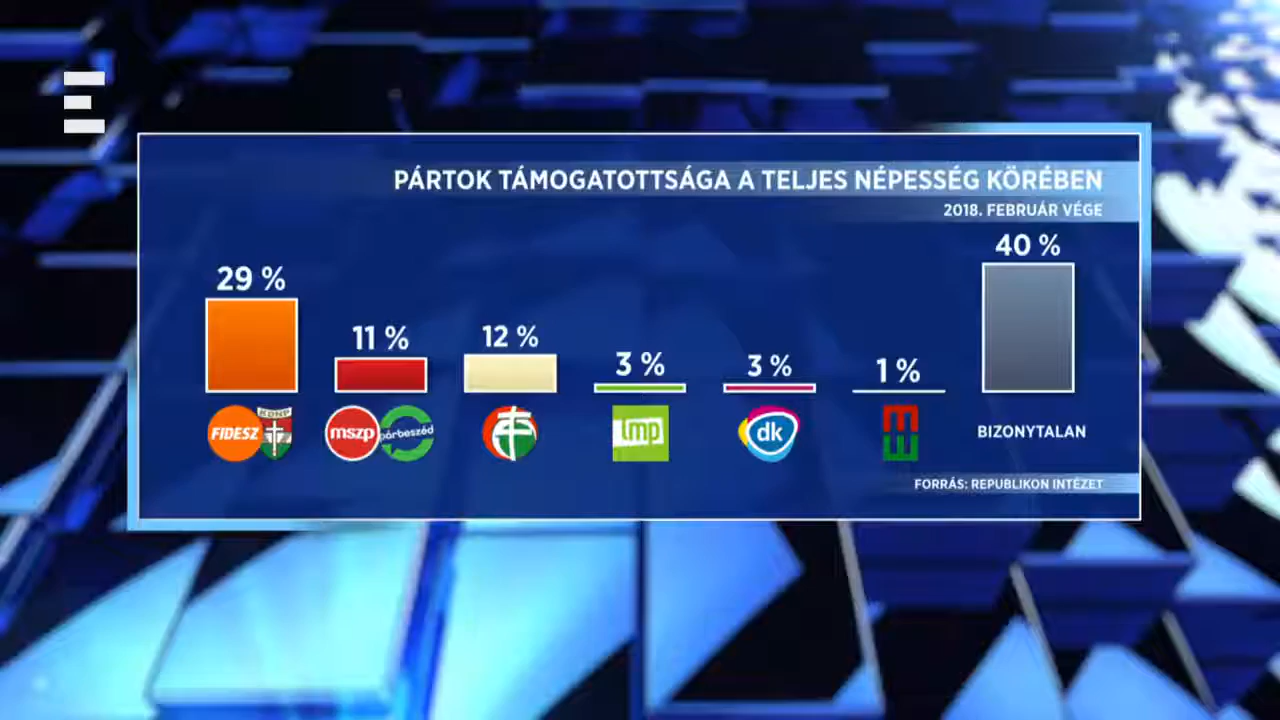 PÁRTOK TÁMOGATOTTSÁGA A TELJES NÉPESSÉG KÖRÉBEN
2018. FEBRUÁR VÉGE
29 %
11 %
12 %
3 %
3 %
1 %
40 %
FIDESZ
KDNP
mszp
párbeszéd
lmp
dk
BIZONYTALAN
FORRÁS: REPUBLIKON INTÉZET